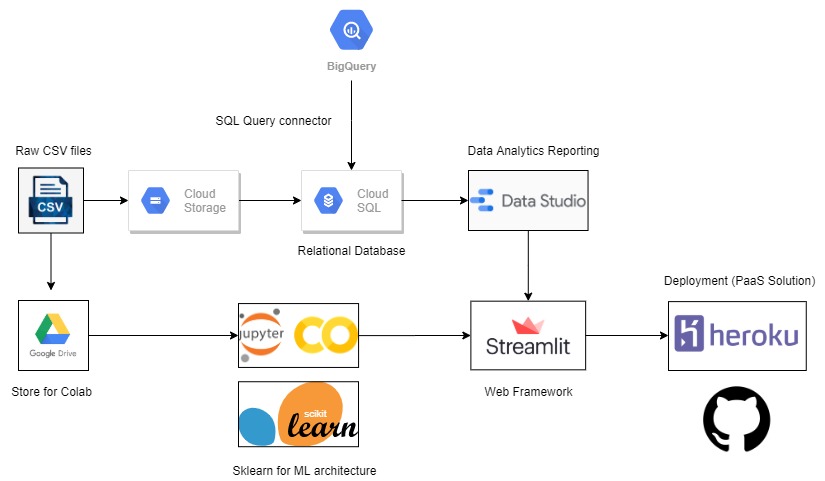 BigQuery
SQL Query connector
Raw CSV files
Data Analytics Reporting
CSV
Cloud
Storage
Cloud
SQL
Data Studio
Relational Database
Deployment (PaaS Solution)
Google Drive
jupyter
CO
Streamlit
heroku
Store for Colab
Web Framework
scikit
learn
Sklearn for ML architecture